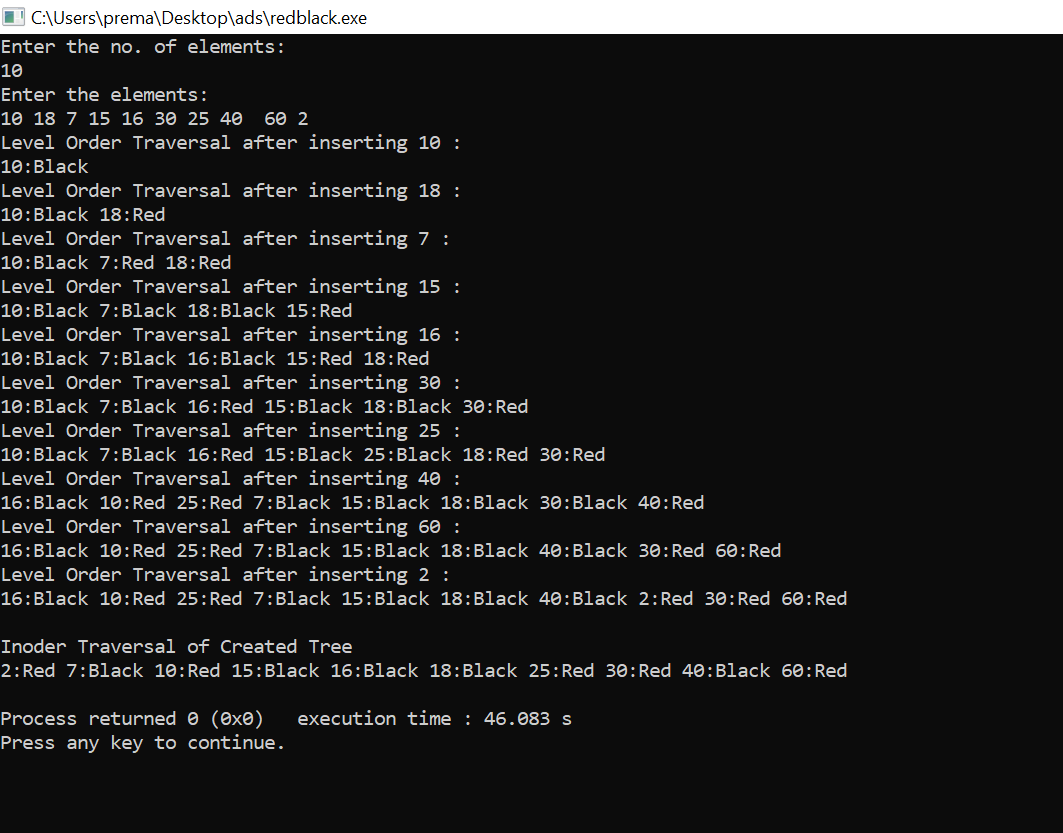 C:\Users\prema\Desktop\ads\redblack.exe
Enter the no. of elements:
10
Enter the elements:
10 18 7 15 16 30 25 40  60 2
Level Order Traversal after inserting 10 :
10:Black
Level Order Traversal after inserting 18 :
10:Black 18:Red
Level Order Traversal after inserting 7 :
10:Black 7:Red 18:Red
Level Order Traversal after inserting 15 :
10:Black 7:Black 18:Black 15:Red
Level Order Traversal after inserting 16 :
10:Black 7:Black 16:Black 15:Red 18:Red
Level Order Traversal after inserting 30 :
10:Black 7:Black 16:Red 15:Black 18:Black 30:Red
Level Order Traversal after inserting 25 :
10:Black 7:Black 16:Red 15:Black 25:Black 18:Red 30:Red
Level Order Traversal after inserting 40 :
16:Black 10:Red 25:Red 7:Black 15:Black 18:Black 30:Black 40:Red
Level Order Traversal after inserting 60 :
16:Black 10:Red 25:Red 7:Black 15:Black 18:Black 40:Black 30:Red 60:Red
Level Order Traversal after inserting 2 :
16:Black 10:Red 25:Red 7:Black 15:Black 18:Black 40:Black 2:Red 30:Red 60:Red
Inoder Traversal of Created Tree
2:Red 7:Black 10:Red 15:Black 16:Black 18:Black 25:Red 30:Red 40:Black 60:Red
Process returned 0 (0x0)   execution time : 46.083 s
Press any key to continue.